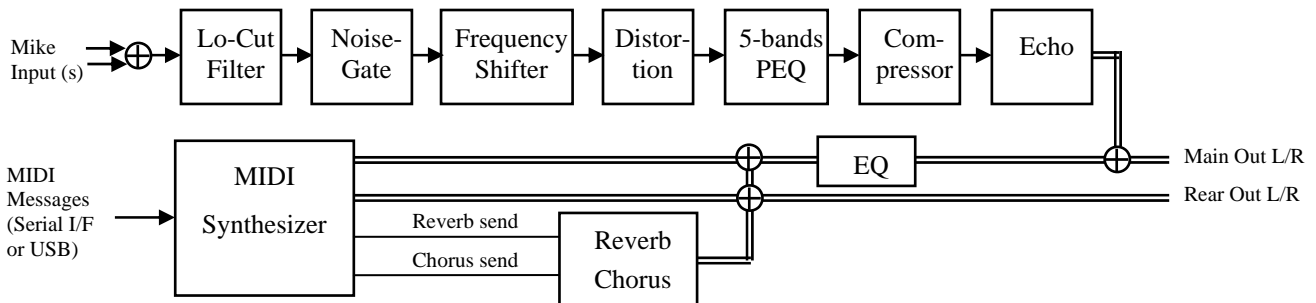 Mike
Input (s)
Lo-Cut
Filter
Noise-
Gate
Frequency
Shifter
Distor-
tion
5-bands
PEQ
Com-
pressor
Echo
MIDI
Messages
(Serial I/F
or USB)
MIDI
Synthesizer
EQ
Main Out L/R
Rear Out L/R
Reverb send
Chorus send
Reverb
Chorus